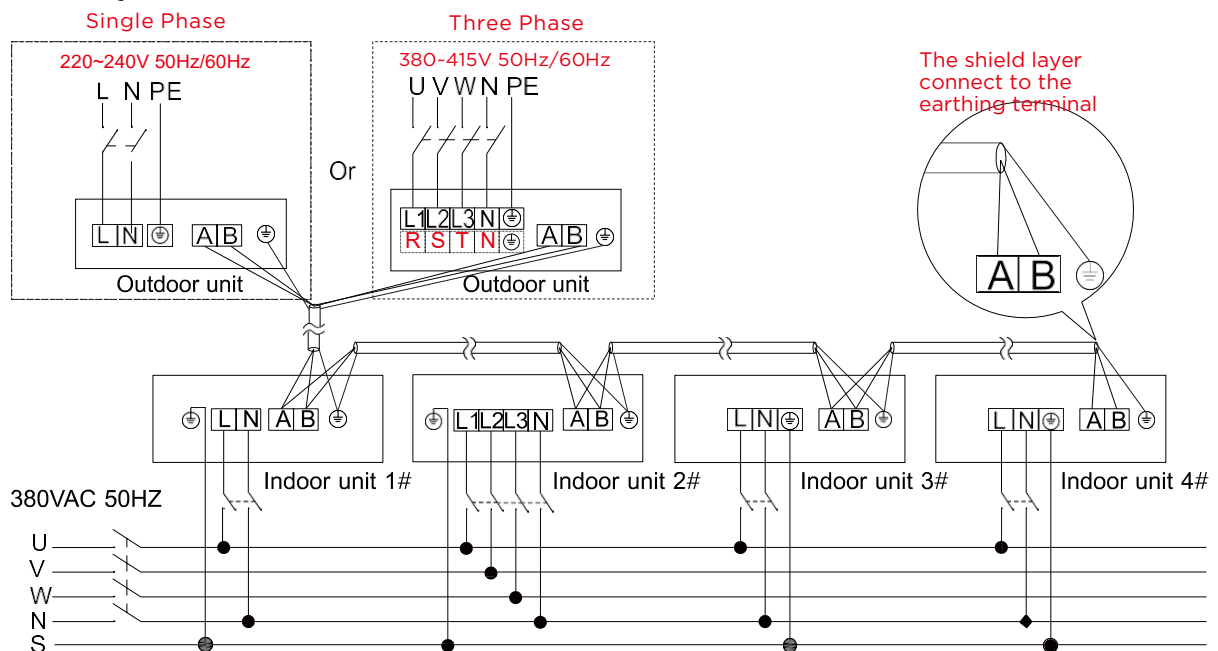 Single Phase
Three Phase
220~240V 50Hz/60Hz
380~415V 50Hz/60Hz
The shield layer
connect to the
earthing terminal
L N PE
U V W N PE
Or
L1 L2 L3 N
L N A B
R S T N A B
Outdoor unit
Outdoor unit
A B
L N A B
L1 L2 L3 N A B
L N A B
L N A B
Indoor unit 1#
Indoor unit 2#
Indoor unit 3#
Indoor unit 4#
380VAC 50HZ
U
V
W
N
S